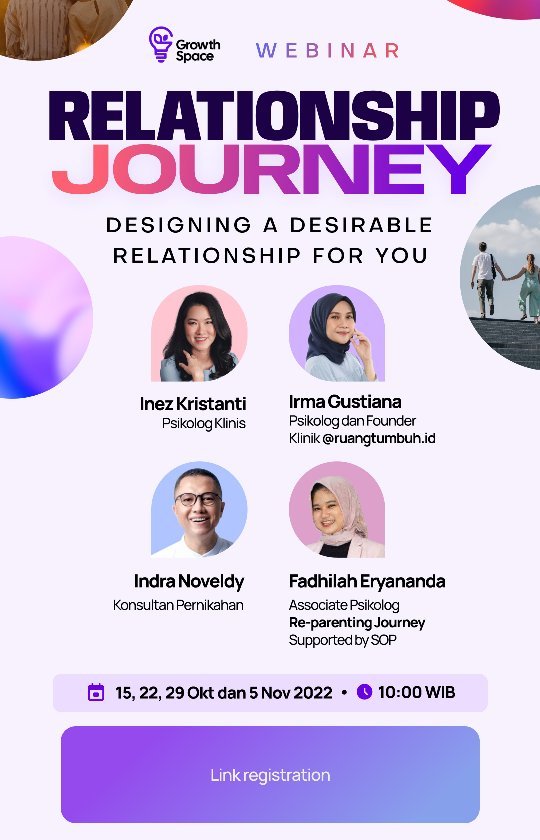 Growth
Space
WEBINAR
RELATIONSHIP
JOURNEY
DESIGNING A DESIRABLE
RELATIONSHIP FOR YOU
Inez Kristanti
Psikolog Klinis
Irma Gustiana
Psikolog dan Founder
Klinik @ruangtumbuh.id
Indra Noveldy
Konsultan Pernikahan
Fadhilah Eryananda
Associate Psikolog
Re-parenting Journey
Supported by SOP
15, 22, 29 Okt dan 5 Nov 2022 • 10:00 WIB
Link registration